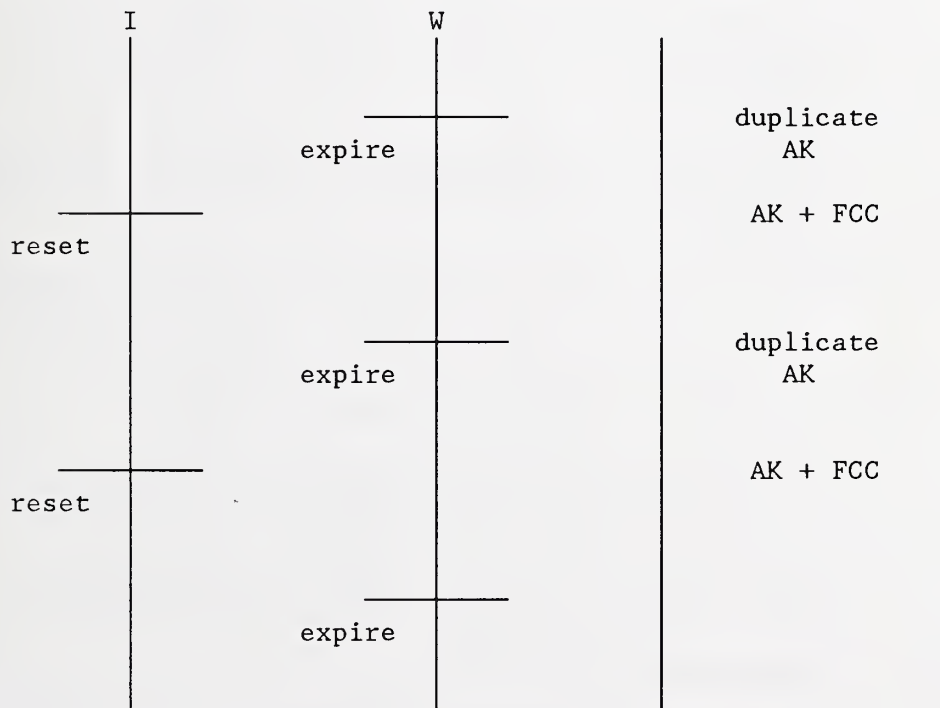 I W
duplicate
expire AK
AK + FCC
reset
duplicate
expire AK
AK + FCC
reset
expire